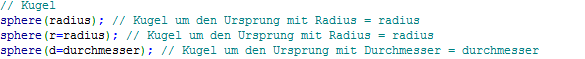 // Kugel
sphere(radius); // Kugel um den Ursprung mit Radius = radius
sphere(r=radius); // Kugel um den Ursprung mit Radius = radius
sphere(d=durchmesser); // Kugel um den Ursprung mit Durchmesser = durchmesser